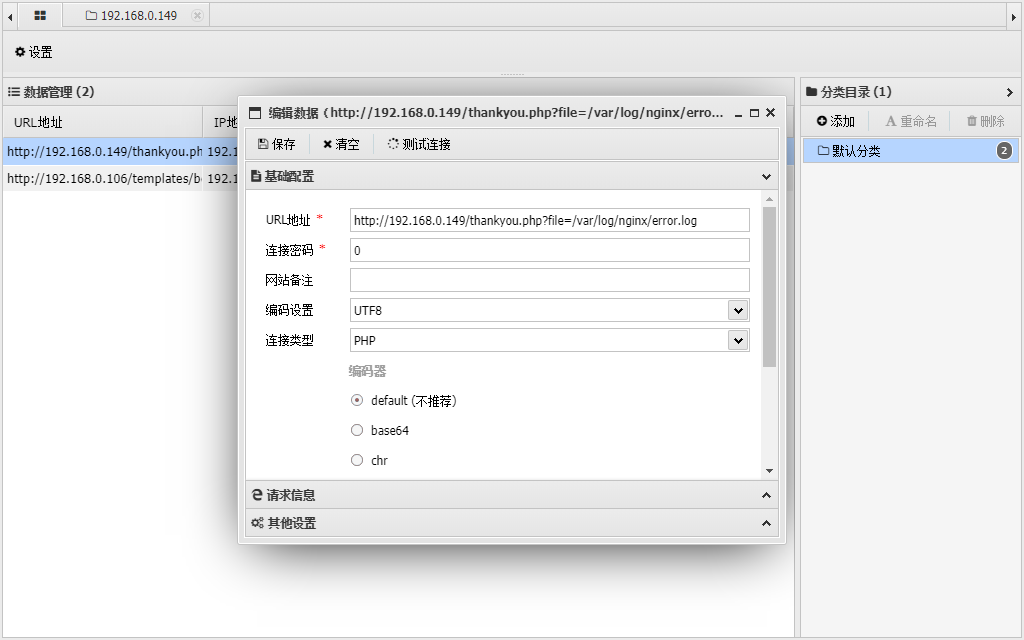 192.168.0.149
设置
数据管理 (2)
URL地址 IP地
http://192.168.0.149/thankyou.ph 192.1
http://192.168.0.106/templates/b 192.1
编辑数据 (http://192.168.0.149/thankyou.php?file=/var/log/nginx/erro...
保存 清空 测试连接
基础配置
URL地址 * http://192.168.0.149/thankyou.php?file=/var/log/nginx/error.log
连接密码 * 0
网站备注
编码设置 UTF8
连接类型 PHP
编码器
default (不推荐)
base64
chr
请求信息
其他设置
分类目录 (1)
添加 A 重命名 删除
默认分类 2